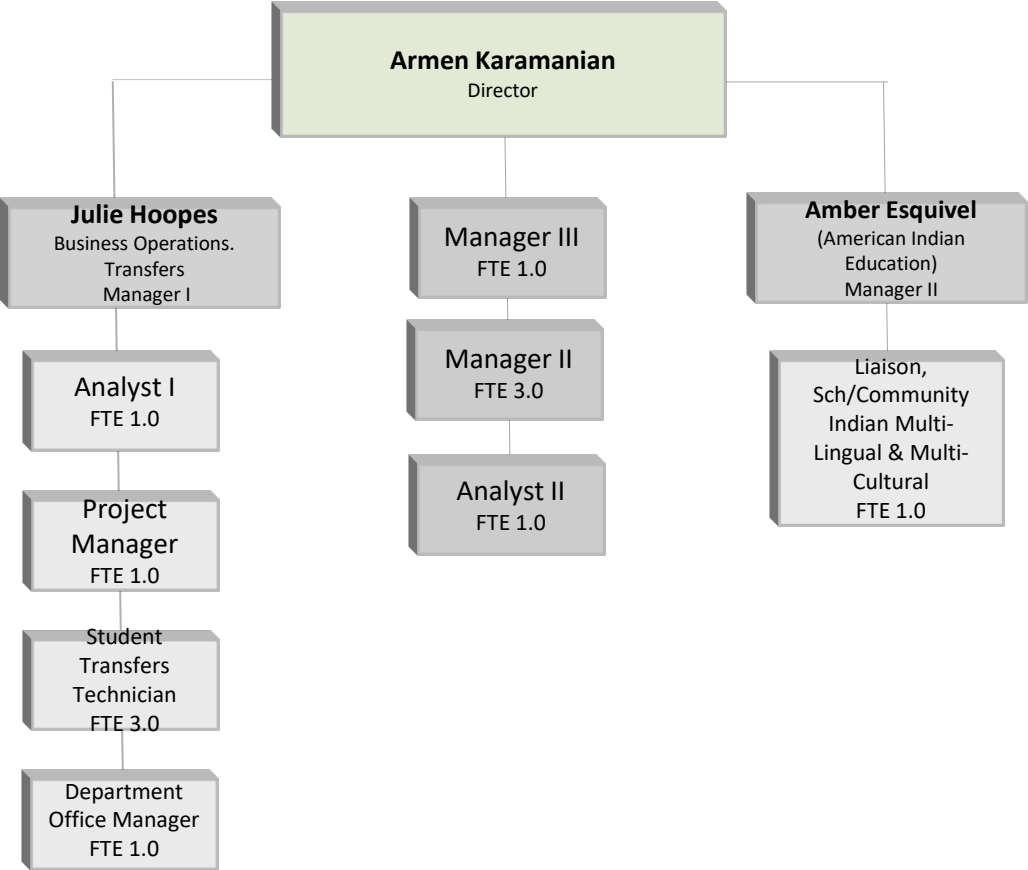 Armen Karamanian
Director
Julie Hoopes
Business Operations.
Transfers
Manager I
Analyst I
FTE 1.0
Project
Manager
FTE 1.0
Student
Transfers
Technician
FTE 3.0
Department
Office Manager
FTE 1.0
Manager III
FTE 1.0
Manager II
FTE 3.0
Analyst II
FTE 1.0
Amber Esquivel
(American Indian
Education)
Manager II
Liaison,
Sch/Community
Indian Multi-
Lingual & Multi-
Cultural
FTE 1.0